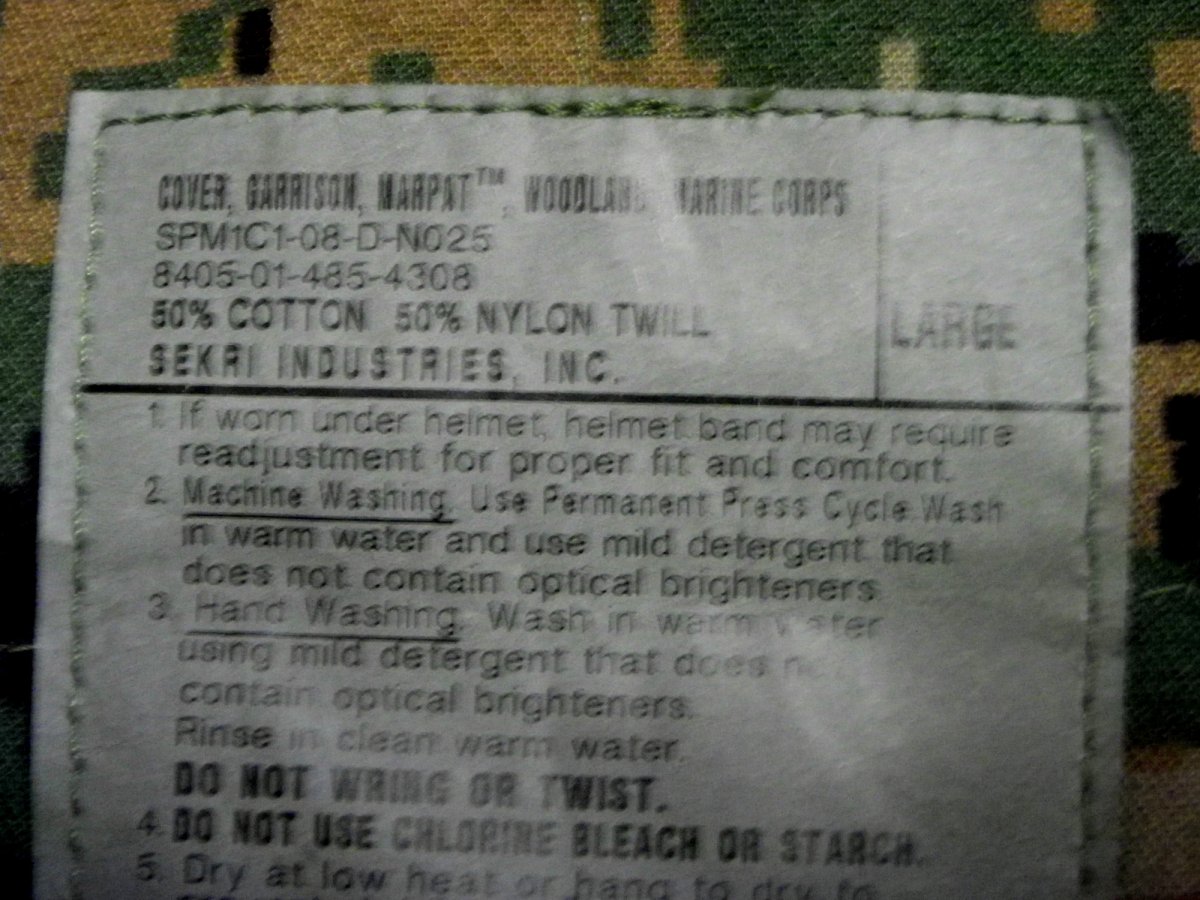 COVER, GARRISON, MARPAT™, WOODLAND MARINE CORPS
SPM1C1-08-D-N025
8405-01-485-4308
50% COTTON 50% NYLON TWILL
LARGE
SEKRI INDUSTRIES, INC.
1. If worn under helmet, helmet band may require
readjustment for proper fit and comfort.
2. Machine Washing. Use Permanent Press Cycle. Wash
in warm water and use mild detergent that
does not contain optical brighteners.
3. Hand Washing. Wash in warm water
using mild detergent that does
contain optical brighteners.
Rinse in clean warm water.
DO NOT WRING OR TWIST.
4. DO NOT USE CHLORINE BLEACH OR STARCH.
5. Dry at low heat or hang to dry to